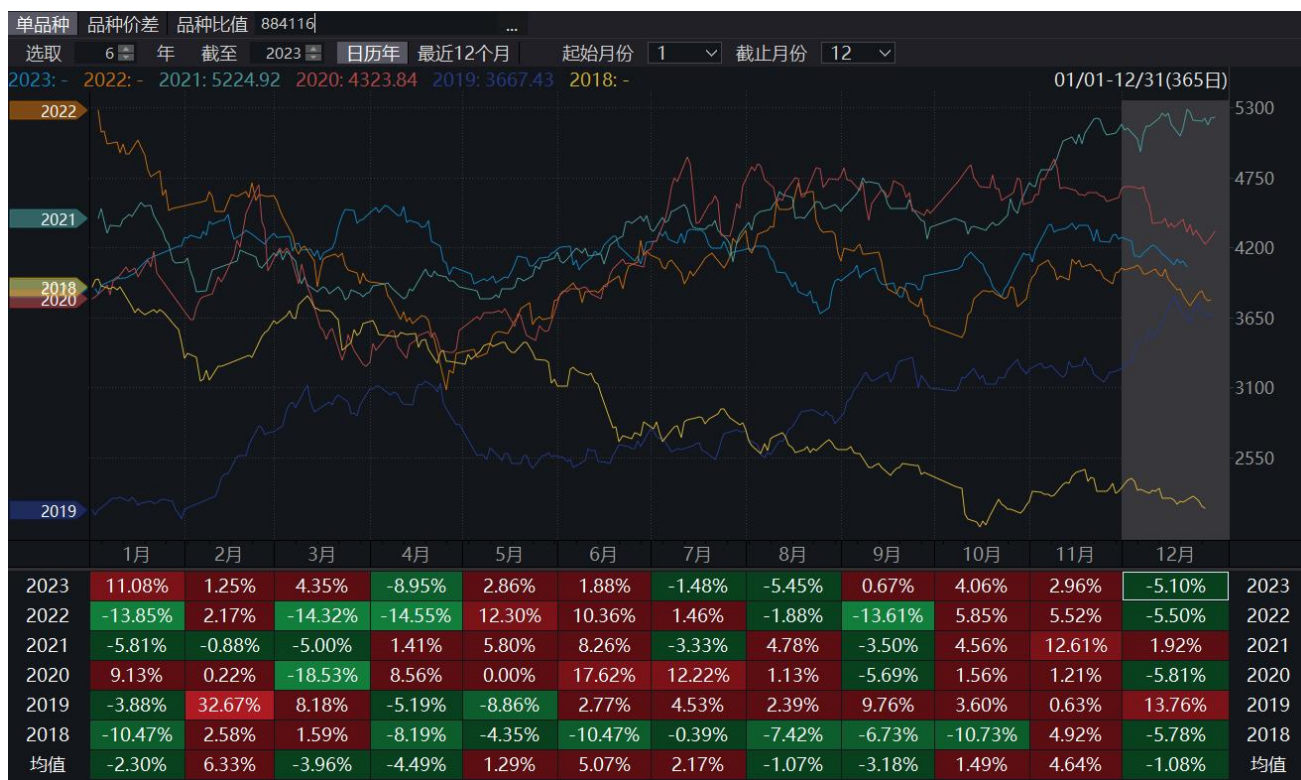 单品种 品种价差 品种比值 884116 ...
选取 6 年 截至 2023 日历年 最近12个月 起始月份 1 截止月份 12
2023: - 2022: - 2021: 5224.92 2020: 4323.84 2019: 3667.43 2018: - 01/01-12/31(365日)
2022 5300
4750
2021
4200
2018
2020
3650
3100
2550
2019
1月 2月 3月 4月 5月 6月 7月 8月 9月 10月 11月 12月
2023 11.08% 1.25% 4.35% -8.95% 2.86% 1.88% -1.48% -5.45% 0.67% 4.06% 2.96% -5.10% 2023
2022 -13.85% 2.17% -14.32% -14.55% 12.30% 10.36% 1.46% -1.88% -13.61% 5.85% 5.52% -5.50% 2022
2021 -5.81% -0.88% -5.00% 1.41% 5.80% 8.26% -3.33% 4.78% -3.50% 4.56% 12.61% 1.92% 2021
2020 9.13% 0.22% -18.53% 8.56% 0.00% 17.62% 12.22% 1.13% -5.69% 1.56% 1.21% -5.81% 2020
2019 -3.88% 32.67% 8.18% -5.19% -8.86% 2.77% 4.53% 2.39% 9.76% 3.60% 0.63% 13.76% 2019
2018 -10.47% 2.58% 1.59% -8.19% -4.35% -10.47% -0.39% -7.42% -6.73% -10.73% 4.92% -5.78% 2018
均值 -2.30% 6.33% -3.96% -4.49% 1.29% 5.07% 2.17% -1.07% -3.18% 1.49% 4.64% -1.08% 均值